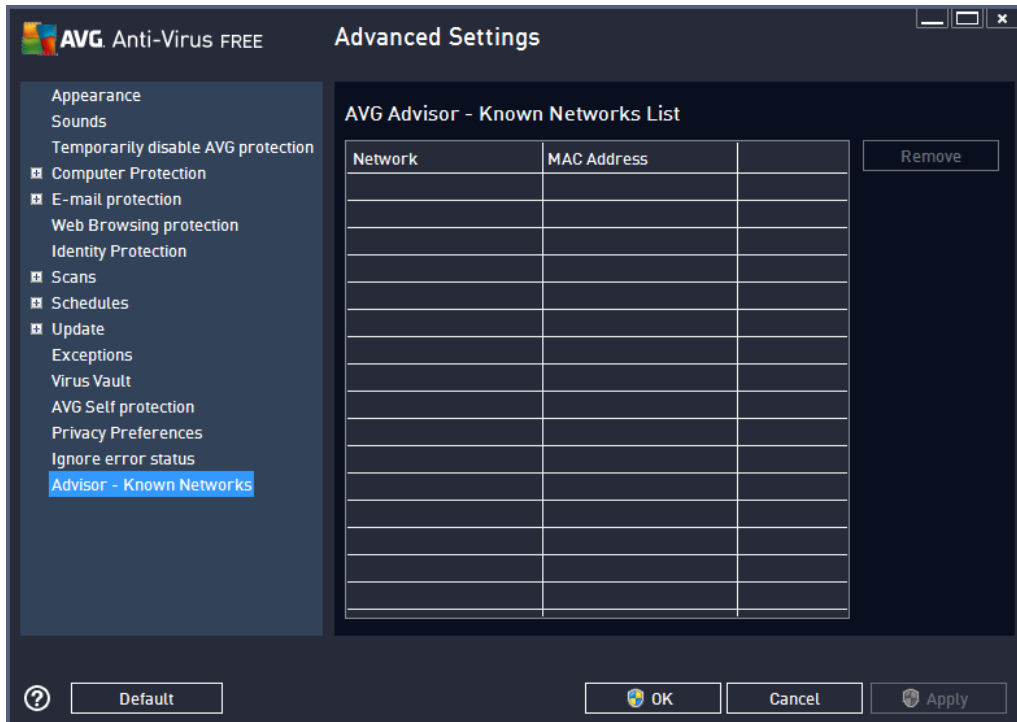 AVG. Anti-Virus FREE
Advanced Settings
Appearance
Sounds
Temporarily disable AVG protection
Computer Protection
E-mail protection
Web Browsing protection
Identity Protection
Scans
Schedules
Update
Exceptions
Virus Vault
AVG Self protection
Privacy Preferences
Ignore error status
Advisor - Known Networks
AVG Advisor - Known Networks List
Network MAC Address
Remove
Default
OK
Cancel
Apply